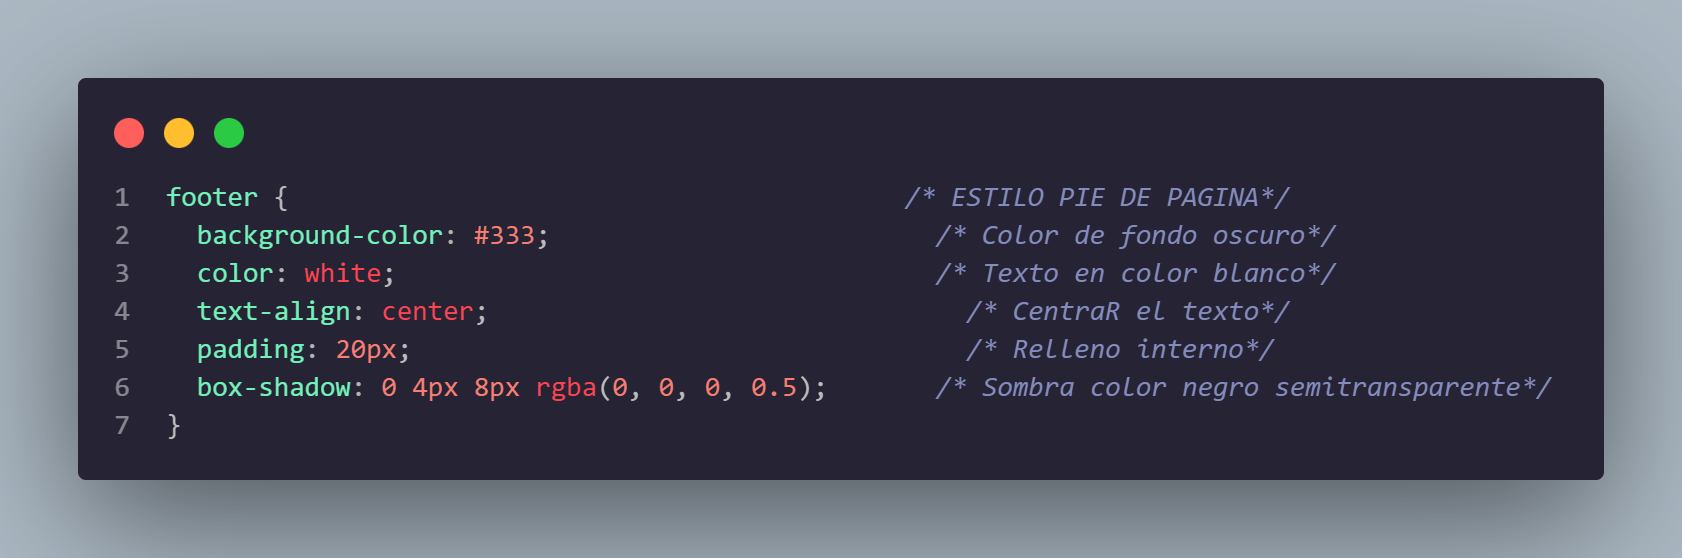 1 footer { /* ESTILO PIE DE PAGINA*/
2 background-color: #333; /* Color de fondo oscuro*/
3 color: white; /* Texto en color blanco*/
4 text-align: center; /* CentraR el texto*/
5 padding: 20px; /* Relleno interno*/
6 box-shadow: 0 4px 8px rgba(0, 0, 0, 0.5); /* Sombra color negro semitransparente*/
7 }